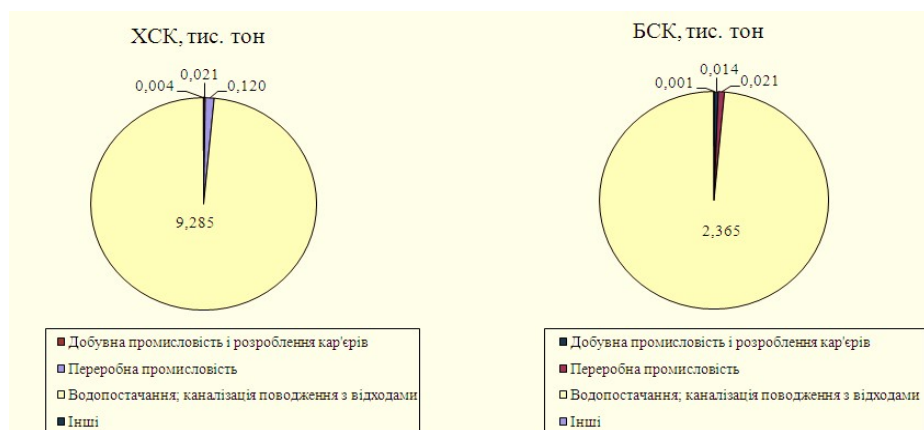 ХСК, тис. тон
0,021
0,004
0,120
9,285
Добувна промисловість і розроблення кар'єрів
Переробна промисловість
Водопостачання; каналізація поводження з відходами
Інші
БСК, тис. тон
0,014
0,001
0,021
2,365
Добувна промисловість і розроблення кар'єрів
Переробна промисловість
Водопостачання; каналізація поводження з відходами
Інші